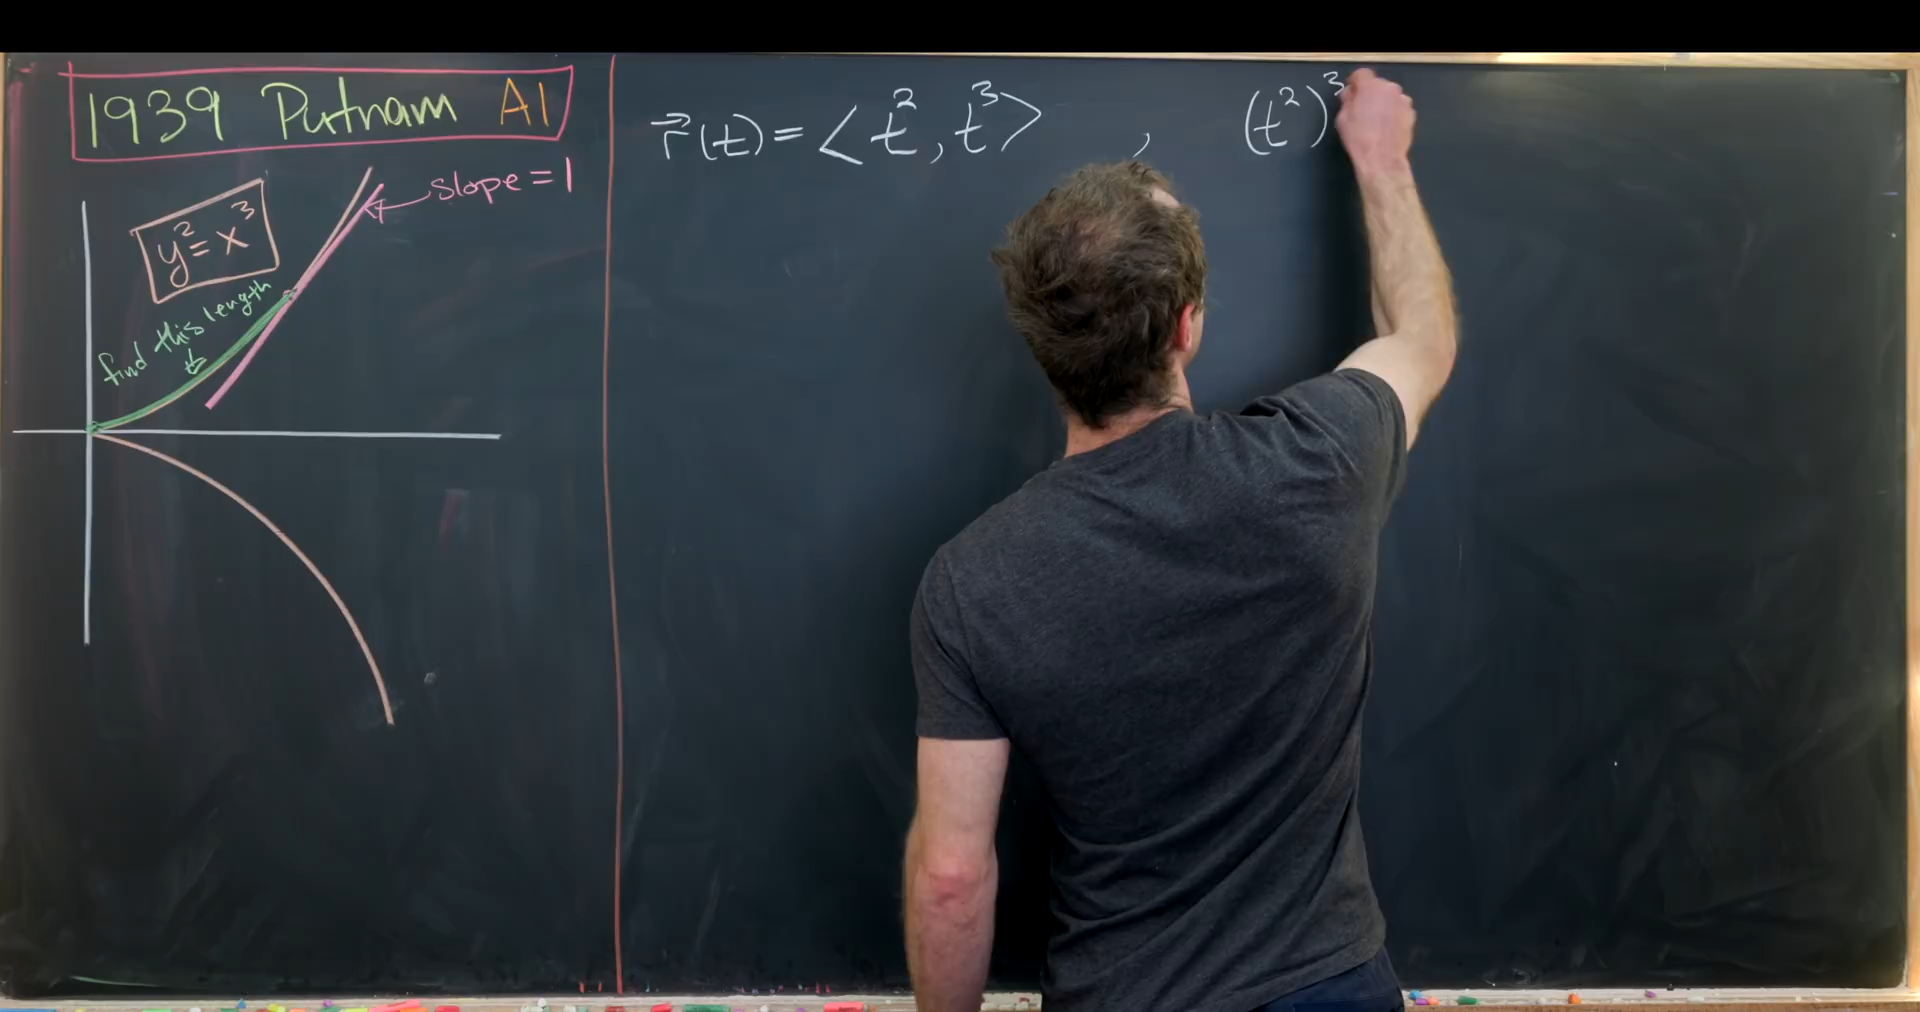 1939 Putnam A1
slope = 1
y² = x³
find this length
r⃗(t) = <t², t³> , (t²)³